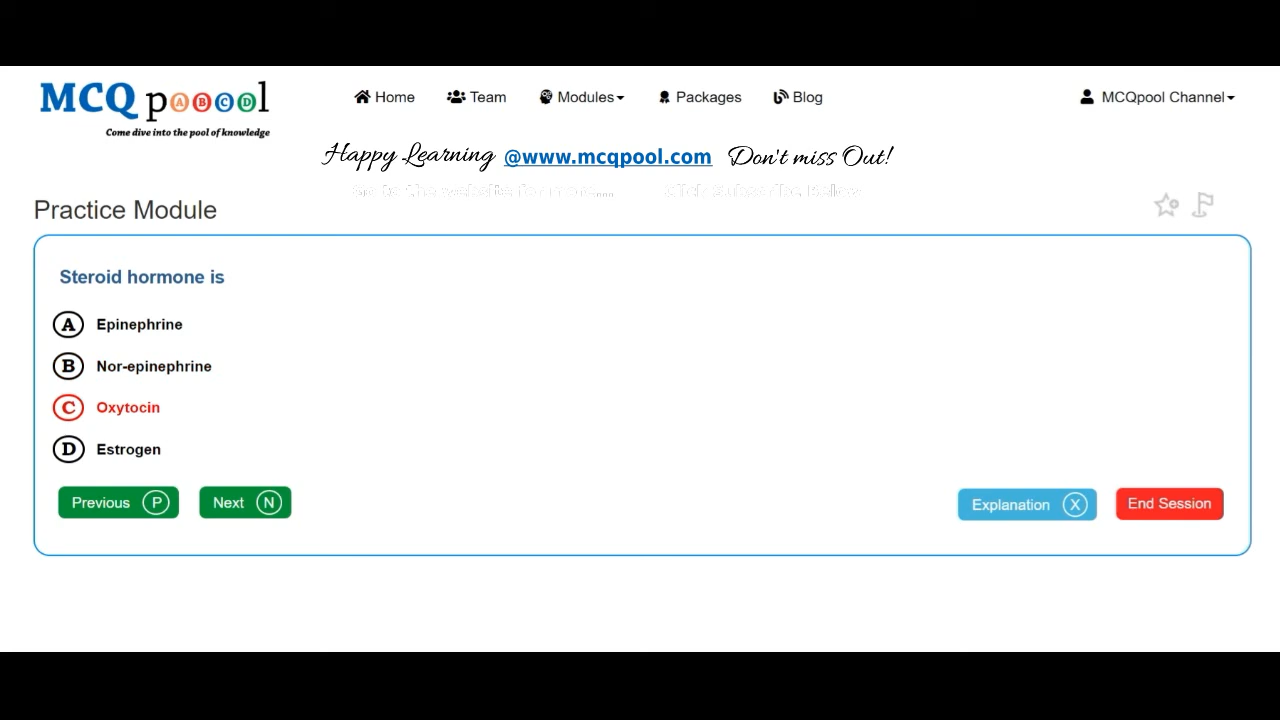 MCQ pooool
Come dive into the pool of knowledge
Home Team Modules Packages Blog MCQpool Channel
Happy Learning @www.mcqpool.com Don't miss Out!
Practice Module
Steroid hormone is
A Epinephrine
B Nor-epinephrine
C Oxytocin
D Estrogen
Previous P Next N Explanation X End Session